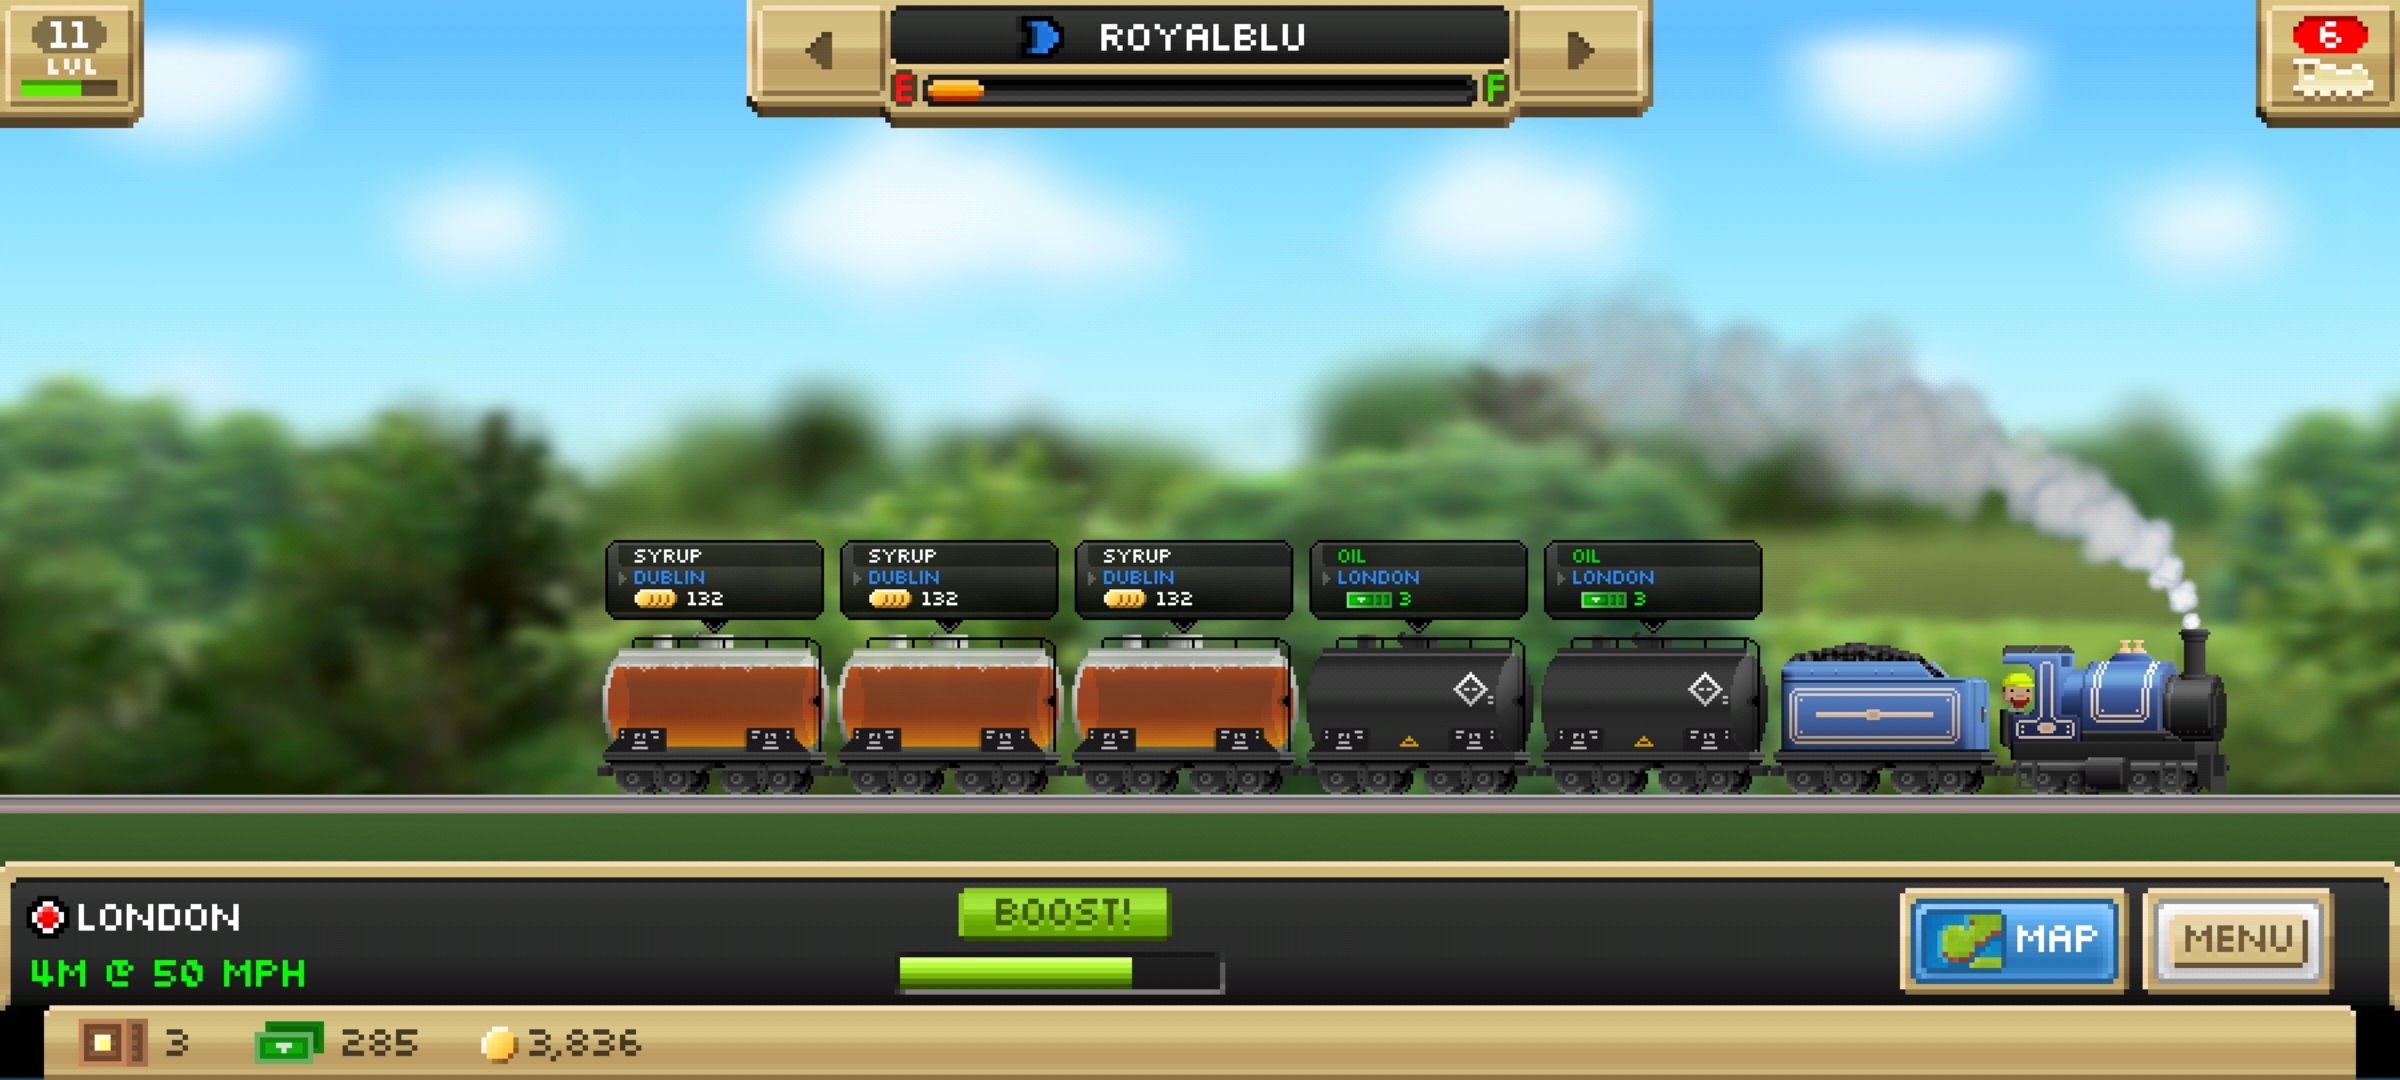 11
LVL
ROYALBLU
E
F
6
SYRUP
DUBLIN
132
SYRUP
DUBLIN
132
SYRUP
DUBLIN
132
OIL
LONDON
3
OIL
LONDON
3
LONDON
4M @ 50 MPH
BOOST!
MAP
MENU
3
285
3,836